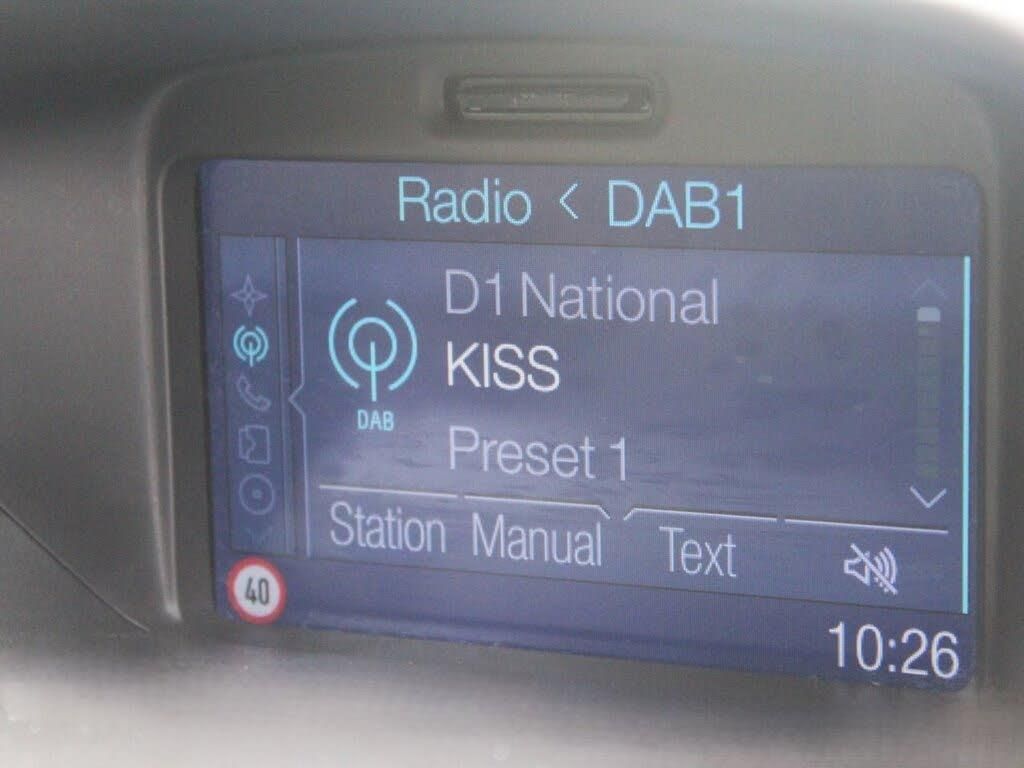 Radio < DAB1
D1 National
KISS
DAB
Preset 1
Station Manual Text
40
10:26